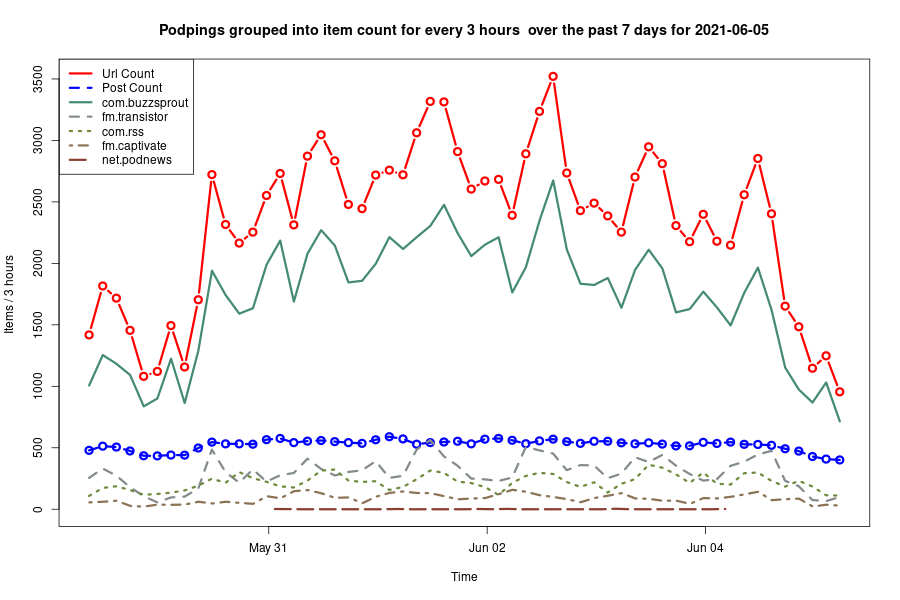 Podpings grouped into item count for every 3 hours  over the past 7 days for 2021-06-05
Url Count
Post Count
com.buzzsprout
fm.transistor
com.rss
fm.captivate
net.podnews
3500
3000
2500
2000
1500
1000
500
0
Items / 3 hours
May 31
Jun 02
Jun 04
Time